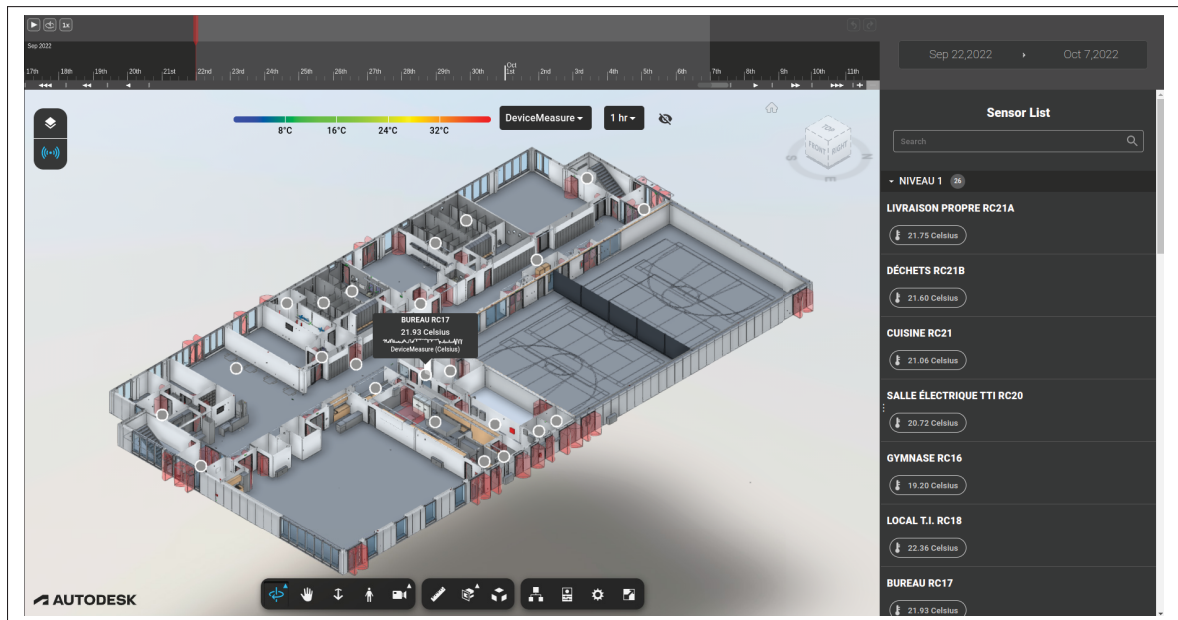 1x
Sep 2022
17th 18th 19th 20th 21st 22nd 23rd 24th 25th 26th 27th 28th 29th 30th Oct 1st 2nd 3rd 4th 5th 6th 7th 8th 9th 10th 11th
Sep 22,2022 › Oct 7,2022
8°C 16°C 24°C 32°C
DeviceMeasure
1 hr
TOP
FRONT
RIGHT
S
E
N
BUREAU RC17
21.93 Celsius
DeviceMeasure (Celsius)
AUTODESK
Sensor List
Search
NIVEAU 1 26
LIVRAISON PROPRE RC21A
21.75 Celsius
DÉCHETS RC21B
21.60 Celsius
CUISINE RC21
21.06 Celsius
SALLE ÉLECTRIQUE TTI RC20
20.72 Celsius
GYMNASE RC16
19.20 Celsius
LOCAL T.I. RC18
22.36 Celsius
BUREAU RC17
21.93 Celsius